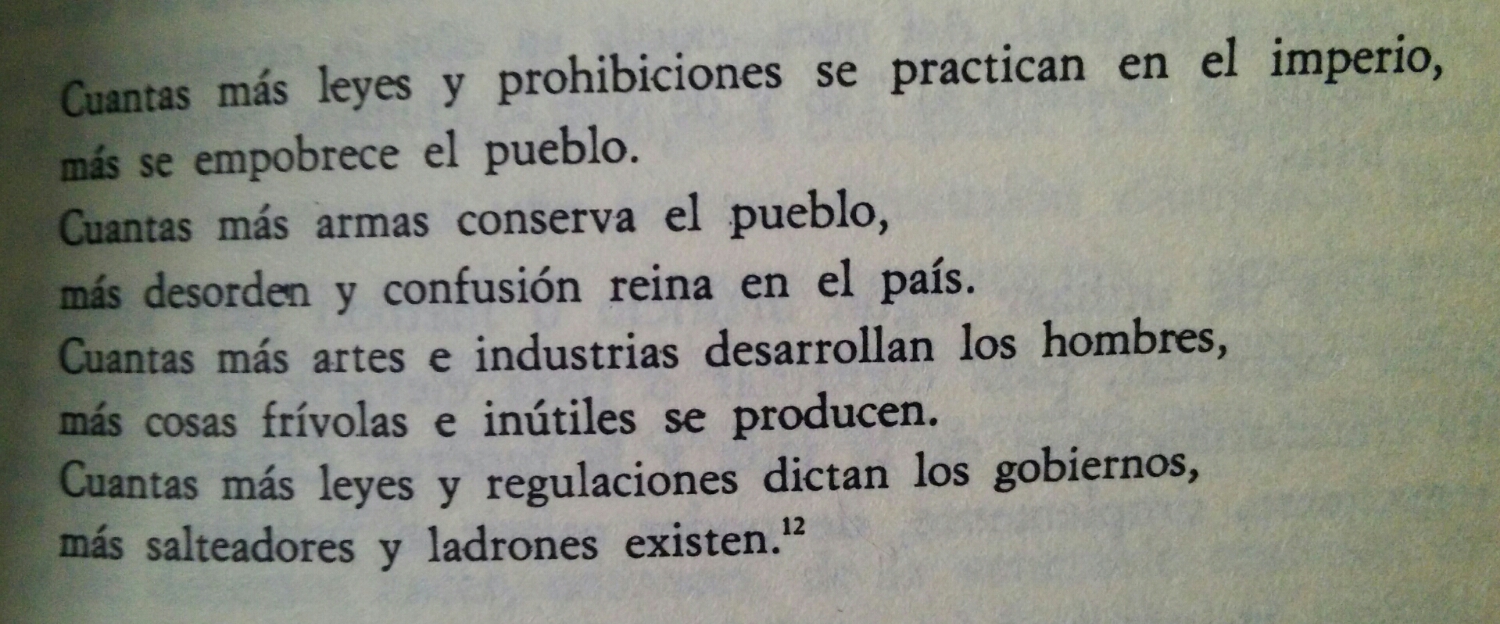 Cuantas más leyes y prohibiciones se practican en el imperio,
más se empobrece el pueblo.
Cuantas más armas conserva el pueblo,
más desorden y confusión reina en el país.
Cuantas más artes e industrias desarrollan los hombres,
más cosas frívolas e inútiles se producen.
Cuantas más leyes y regulaciones dictan los gobiernos,
más salteadores y ladrones existen.¹²